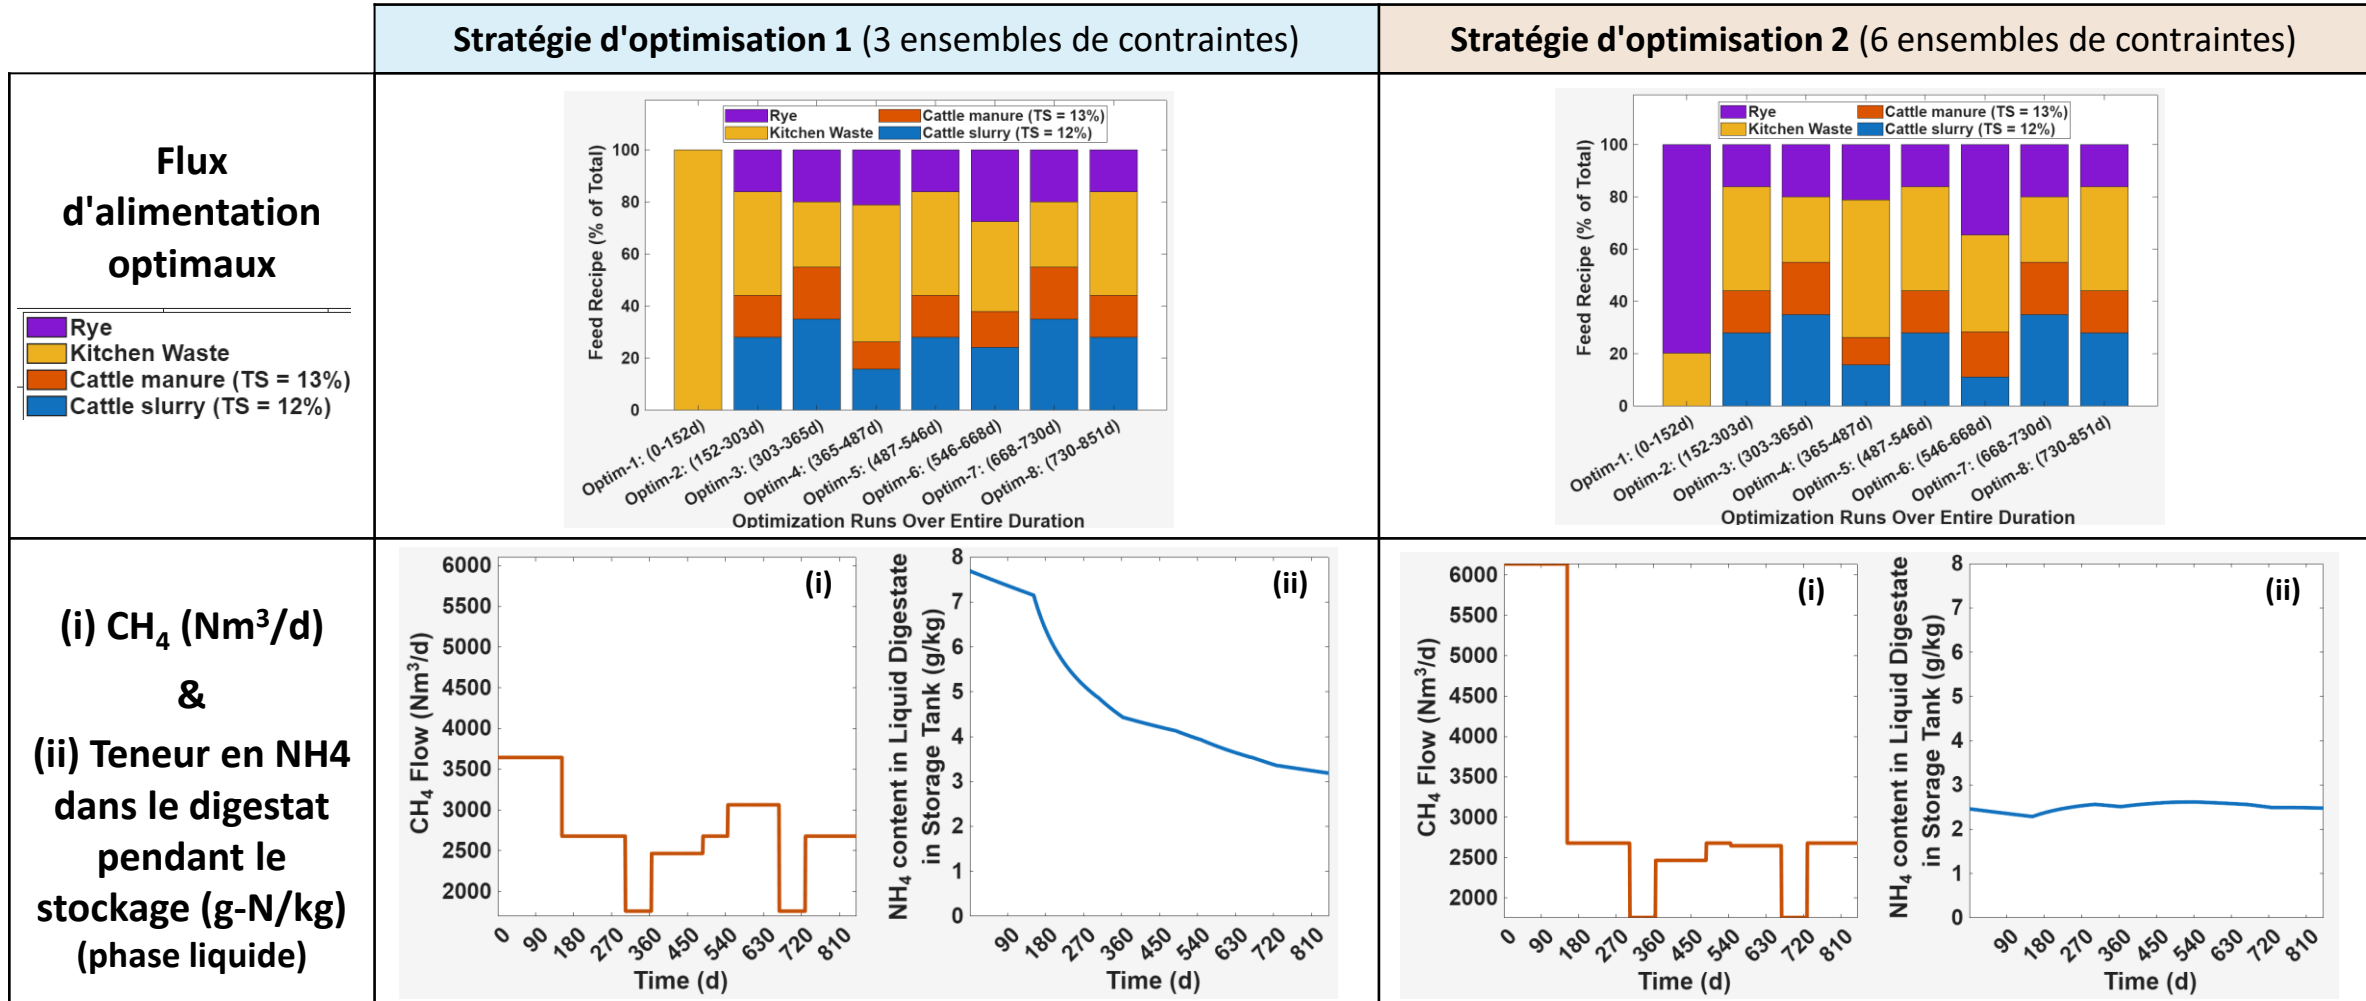 Stratégie d'optimisation 1 (3 ensembles de contraintes)
Stratégie d'optimisation 2 (6 ensembles de contraintes)
Flux
d'alimentation
optimaux
Rye
Kitchen Waste
Cattle manure (TS = 13%)
Cattle slurry (TS = 12%)
Rye
Kitchen Waste
Cattle manure (TS = 13%)
Cattle slurry (TS = 12%)
Feed Recipe (% of Total)
100
80
60
40
20
0
Optim-1: (0-152d)
Optim-2: (152-303d)
Optim-3: (303-365d)
Optim-4: (365-487d)
Optim-5: (487-546d)
Optim-6: (546-668d)
Optim-7: (668-730d)
Optim-8: (730-851d)
Optimization Runs Over Entire Duration
Rye
Kitchen Waste
Cattle manure (TS = 13%)
Cattle slurry (TS = 12%)
Feed Recipe (% of Total)
100
80
60
40
20
0
Optim-1: (0-152d)
Optim-2: (152-303d)
Optim-3: (303-365d)
Optim-4: (365-487d)
Optim-5: (487-546d)
Optim-6: (546-668d)
Optim-7: (668-730d)
Optim-8: (730-851d)
Optimization Runs Over Entire Duration
(i) CH₄ (Nm³/d)
&
(ii) Teneur en NH4
dans le digestat
pendant le
stockage (g-N/kg)
(phase liquide)
(i)
CH₄ Flow (Nm³/d)
6000
5500
5000
4500
4000
3500
3000
2500
2000
0 90 180 270 360 450 540 630 720 810
Time (d)
(ii)
NH₄ content in Liquid Digestate
in Storage Tank (g/kg)
8
7
6
5
4
3
2
1
0
90 180 270 360 450 540 630 720 810
Time (d)
(i)
CH₄ Flow (Nm³/d)
6000
5500
5000
4500
4000
3500
3000
2500
2000
0 90 180 270 360 450 540 630 720 810
Time (d)
(ii)
NH₄ content in Liquid Digestate
in Storage Tank (g/kg)
8
7
6
5
4
3
2
1
0
90 180 270 360 450 540 630 720 810
Time (d)